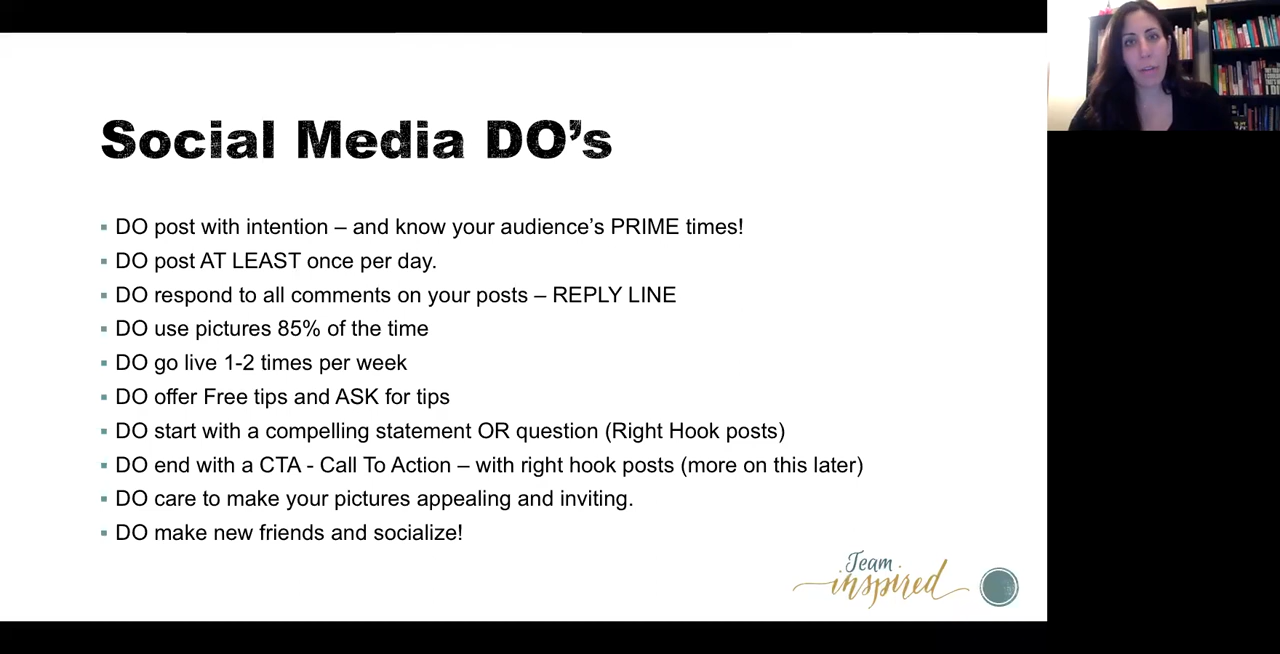 Social Media DO’s
▪ DO post with intention – and know your audience’s PRIME times!
▪ DO post AT LEAST once per day.
▪ DO respond to all comments on your posts – REPLY LINE
▪ DO use pictures 85% of the time
▪ DO go live 1-2 times per week
▪ DO offer Free tips and ASK for tips
▪ DO start with a compelling statement OR question (Right Hook posts)
▪ DO end with a CTA - Call To Action – with right hook posts (more on this later)
▪ DO care to make your pictures appealing and inviting.
▪ DO make new friends and socialize!
Team
inspired